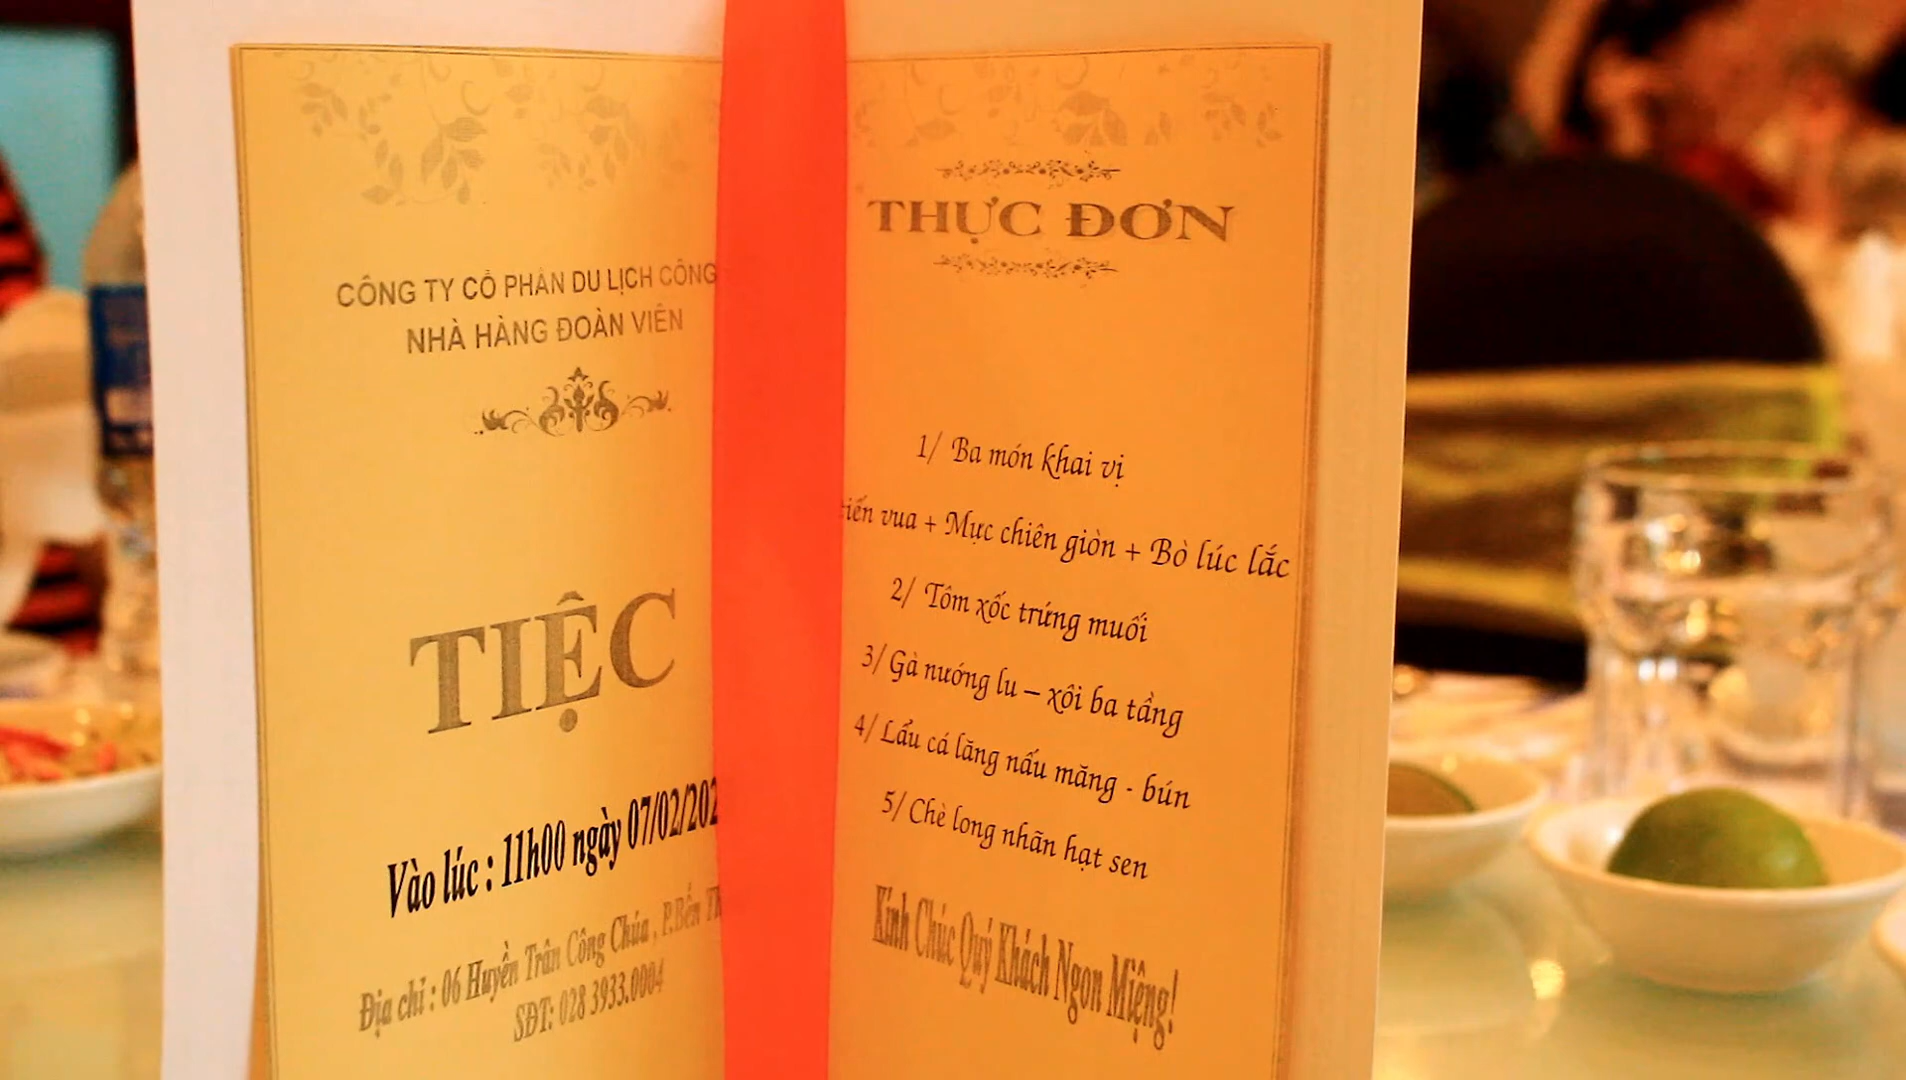 CÔNG TY CỔ PHẦN DU LỊCH CÔNG
NHÀ HÀNG ĐOÀN VIÊN
TIỆC
Vào lúc : 11h00 ngày 07/02/202
Địa chỉ : 06 Huyền Trân Công Chúa , P.Bến
SĐT: 028 3933.0004
THỰC ĐƠN
1/ Ba món khai vị
vua + Mực chiên giòn + Bò lúc lắc
2/ Tôm xốc trứng muối
3/ Gà nướng lu – xôi ba tầng
4/ Lẩu cá lăng nấu măng - bún
5/ Chè long nhãn hạt sen
Kính Chúc Quý Khách Ngon Miệng!